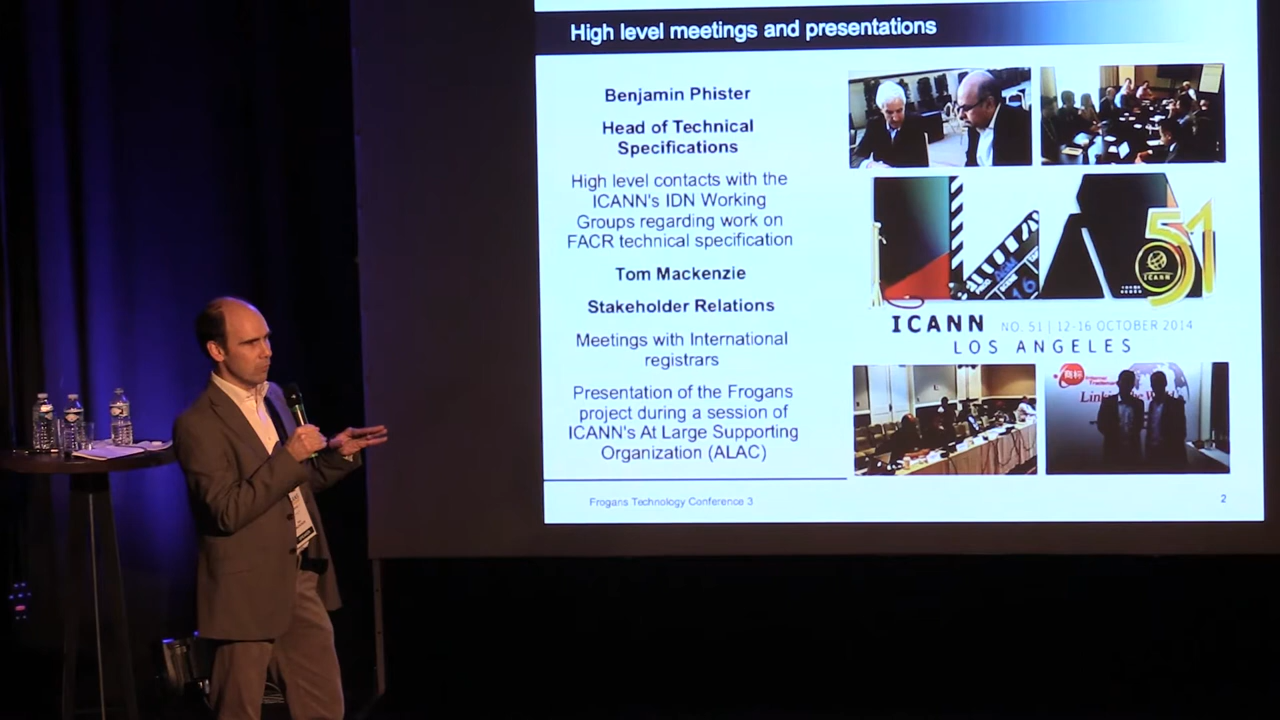 High level meetings and presentations
Benjamin Phister
Head of Technical
Specifications
High level contacts with the
ICANN's IDN Working
Groups regarding work on
FACR technical specification
Tom Mackenzie
Stakeholder Relations
Meetings with International
registrars
Presentation of the Frogans
project during a session of
ICANN's At Large Supporting
Organization (ALAC)
51
ICANN
ICANN NO. 51 | 12-16 OCTOBER 2014
LOS ANGELES
商标
Frogans Technology Conference 3
2